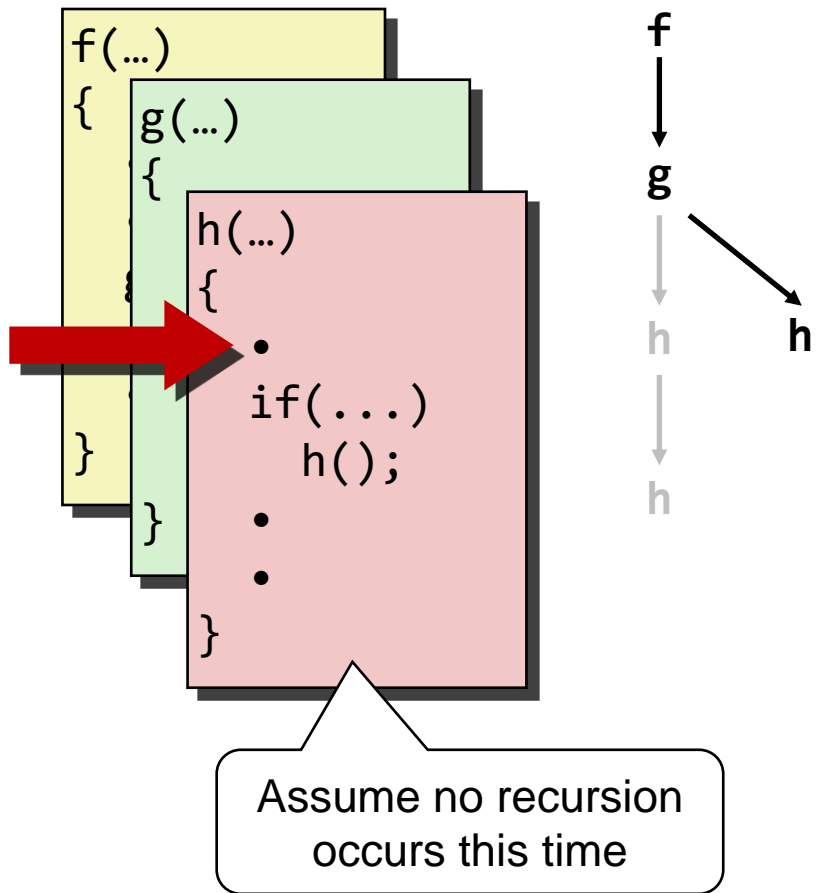 f(…)
{
}
g(…)
{
}
h(…)
{
•
if(...)
h();
•
•
}
f
g
h
h
h
Assume no recursion
occurs this time